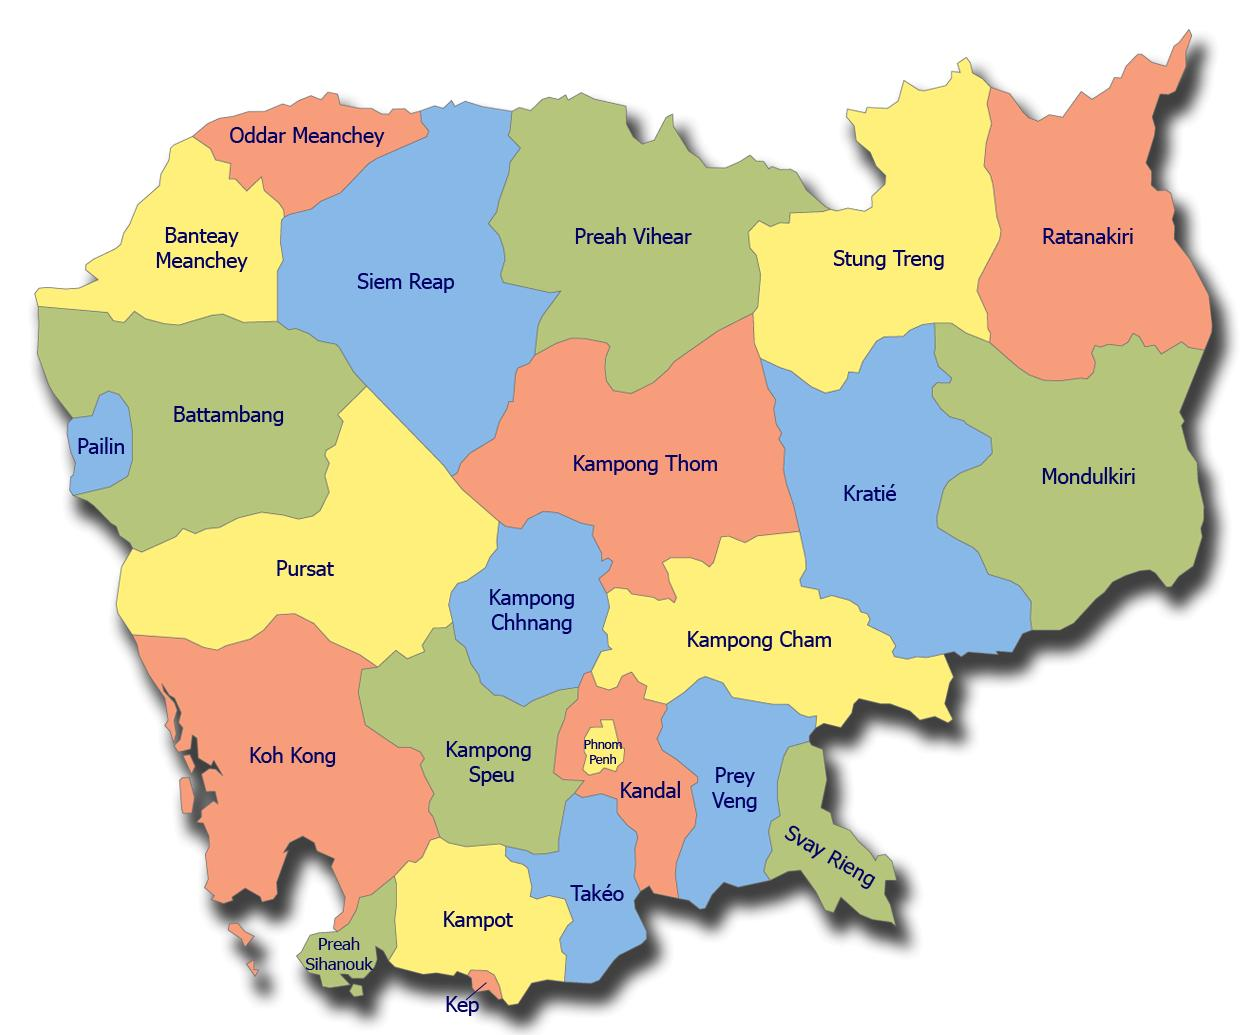 Oddar Meanchey
Banteay
Meanchey
Siem Reap
Preah Vihear
Stung Treng
Ratanakiri
Battambang
Pailin
Kampong Thom
Kratié
Mondulkiri
Pursat
Kampong
Chhnang
Kampong Cham
Koh Kong
Kampong
Speu
Phnom
Penh
Kandal
Prey
Veng
Svay Rieng
Takéo
Kampot
Preah
Sihanouk
Kep